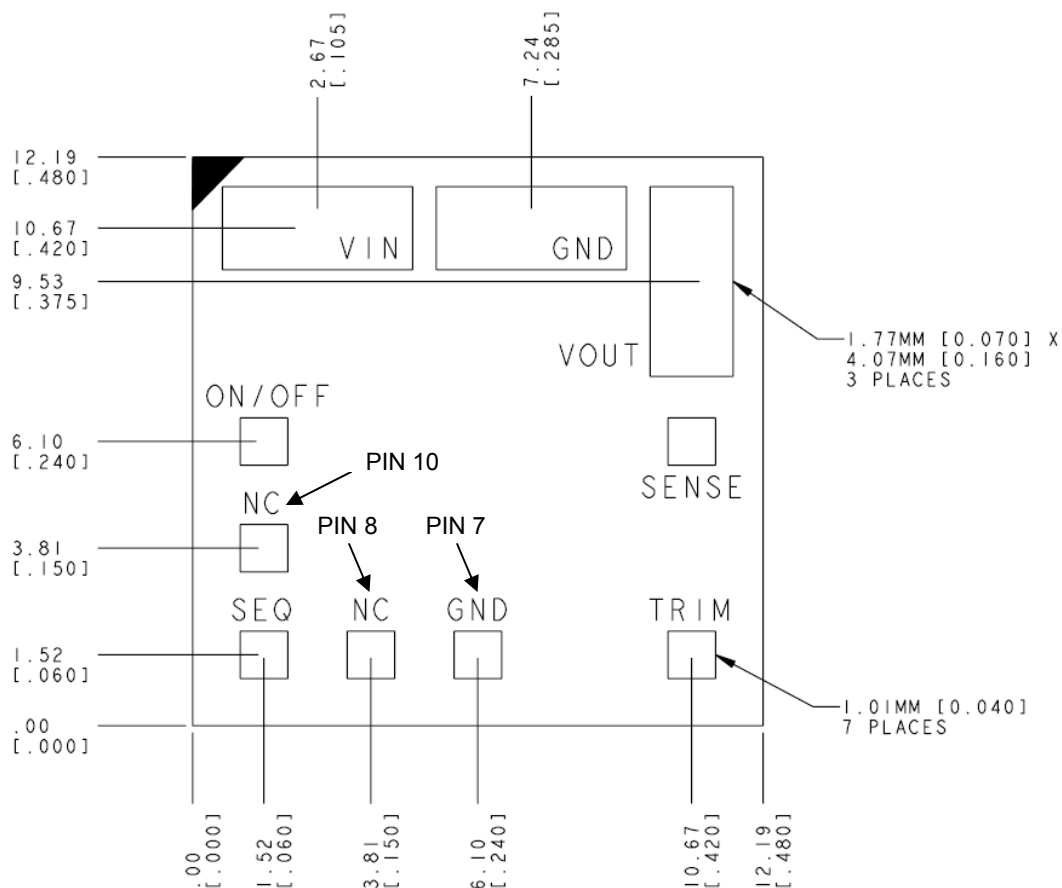 2.67
[.105]
7.24
[.285]
12.19
[.480]
10.67
[.420]
VIN
GND
9.53
[.375]
1.77MM [0.070] X
4.07MM [0.160]
3 PLACES
VOUT
ON/OFF
6.10
[.240]
PIN 10
SENSE
NC
PIN 8
PIN 7
3.81
[.150]
SEQ
NC
GND
TRIM
1.52
[.060]
1.01MM [0.040]
7 PLACES
.00
[.000]
.00
[.000]
1.52
[.060]
3.81
[.150]
6.10
[.240]
10.67
[.420]
12.19
[.480]